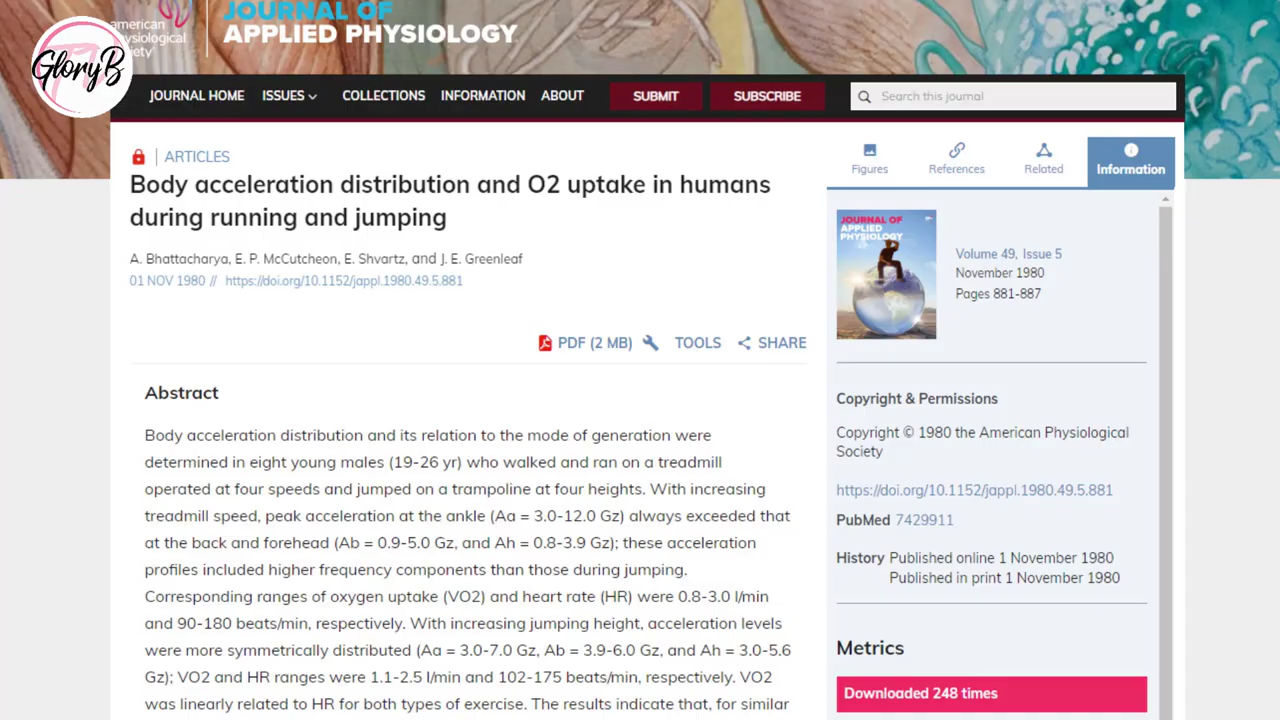 JOURNAL OF
american
physiological
society
APPLIED PHYSIOLOGY
GloryB
JOURNAL HOME ISSUES COLLECTIONS INFORMATION ABOUT SUBMIT SUBSCRIBE Search this journal
ARTICLES
Body acceleration distribution and O2 uptake in humans
during running and jumping
A. Bhattacharya, E. P. McCutcheon, E. Shvartz, and J. E. Greenleaf
01 NOV 1980 // https://doi.org/10.1152/jappl.1980.49.5.881
PDF (2 MB) TOOLS SHARE
Abstract
Body acceleration distribution and its relation to the mode of generation were
determined in eight young males (19-26 yr) who walked and ran on a treadmill
operated at four speeds and jumped on a trampoline at four heights. With increasing
treadmill speed, peak acceleration at the ankle (Aa = 3.0-12.0 Gz) always exceeded that
at the back and forehead (Ab = 0.9-5.0 Gz, and Ah = 0.8-3.9 Gz); these acceleration
profiles included higher frequency components than those during jumping.
Corresponding ranges of oxygen uptake (VO2) and heart rate (HR) were 0.8-3.0 l/min
and 90-180 beats/min, respectively. With increasing jumping height, acceleration levels
were more symmetrically distributed (Aa = 3.0-7.0 Gz, Ab = 3.9-6.0 Gz, and Ah = 3.0-5.6
Gz); VO2 and HR ranges were 1.1-2.5 l/min and 102-175 beats/min, respectively. VO2
was linearly related to HR for both types of exercise. The results indicate that, for similar
Figures References Related Information
JOURNAL OF
APPLIED
PHYSIOLOGY
Volume 49, Issue 5
November 1980
Pages 881-887
Copyright & Permissions
Copyright © 1980 the American Physiological
Society
https://doi.org/10.1152/jappl.1980.49.5.881
PubMed 7429911
History Published online 1 November 1980
Published in print 1 November 1980
Metrics
Downloaded 248 times